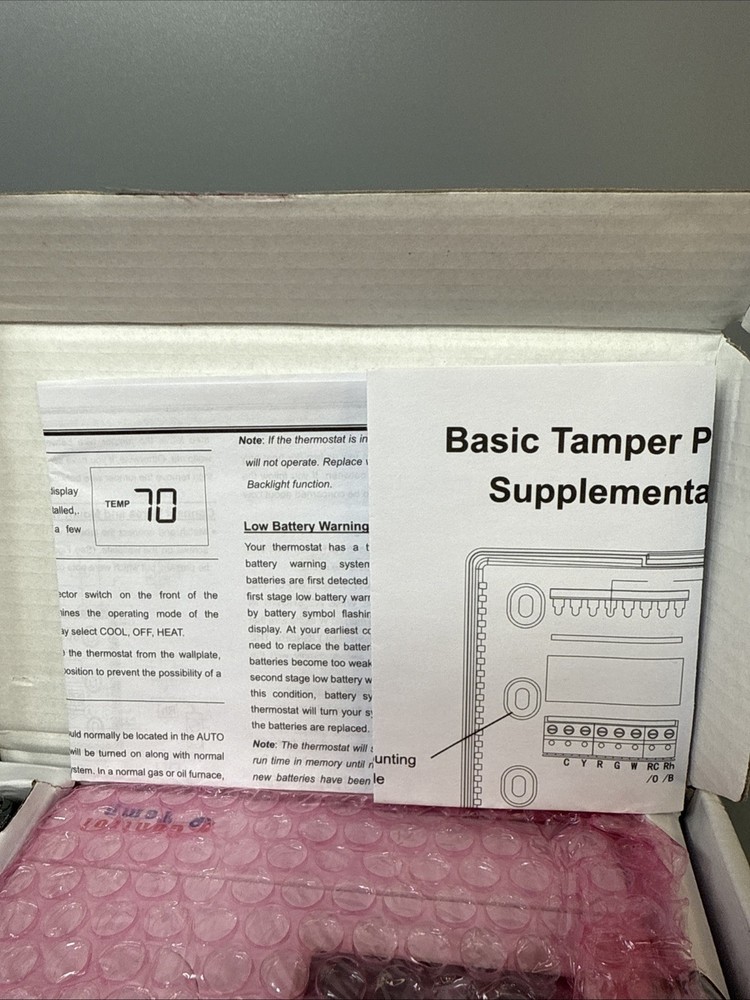 display
talled,.
a few
TEMP 70
ector switch on the front of the
ines the operating mode of the
ay select COOL, OFF, HEAT.
the thermostat from the wallplate,
position to prevent the possibility of a
uld normally be located in the AUTO
will be turned on along with normal
stem. In a normal gas or oil furnace,
Note: If the thermostat is in
will not operate. Replace
Backlight function.
Low Battery Warning
Your thermostat has a t
battery warning system
batteries are first detected
first stage low battery warr
by battery symbol flashin
display. At your earliest co
need to replace the batter
batteries become too weak
second stage low battery w
this condition, battery sy
thermostat will turn your s
the batteries are replaced.
Note: The thermostat will
run time in memory until n
new batteries have been
Basic Tamper P
Supplementa
unting
le
C Y R G W RC Rh
/O /B